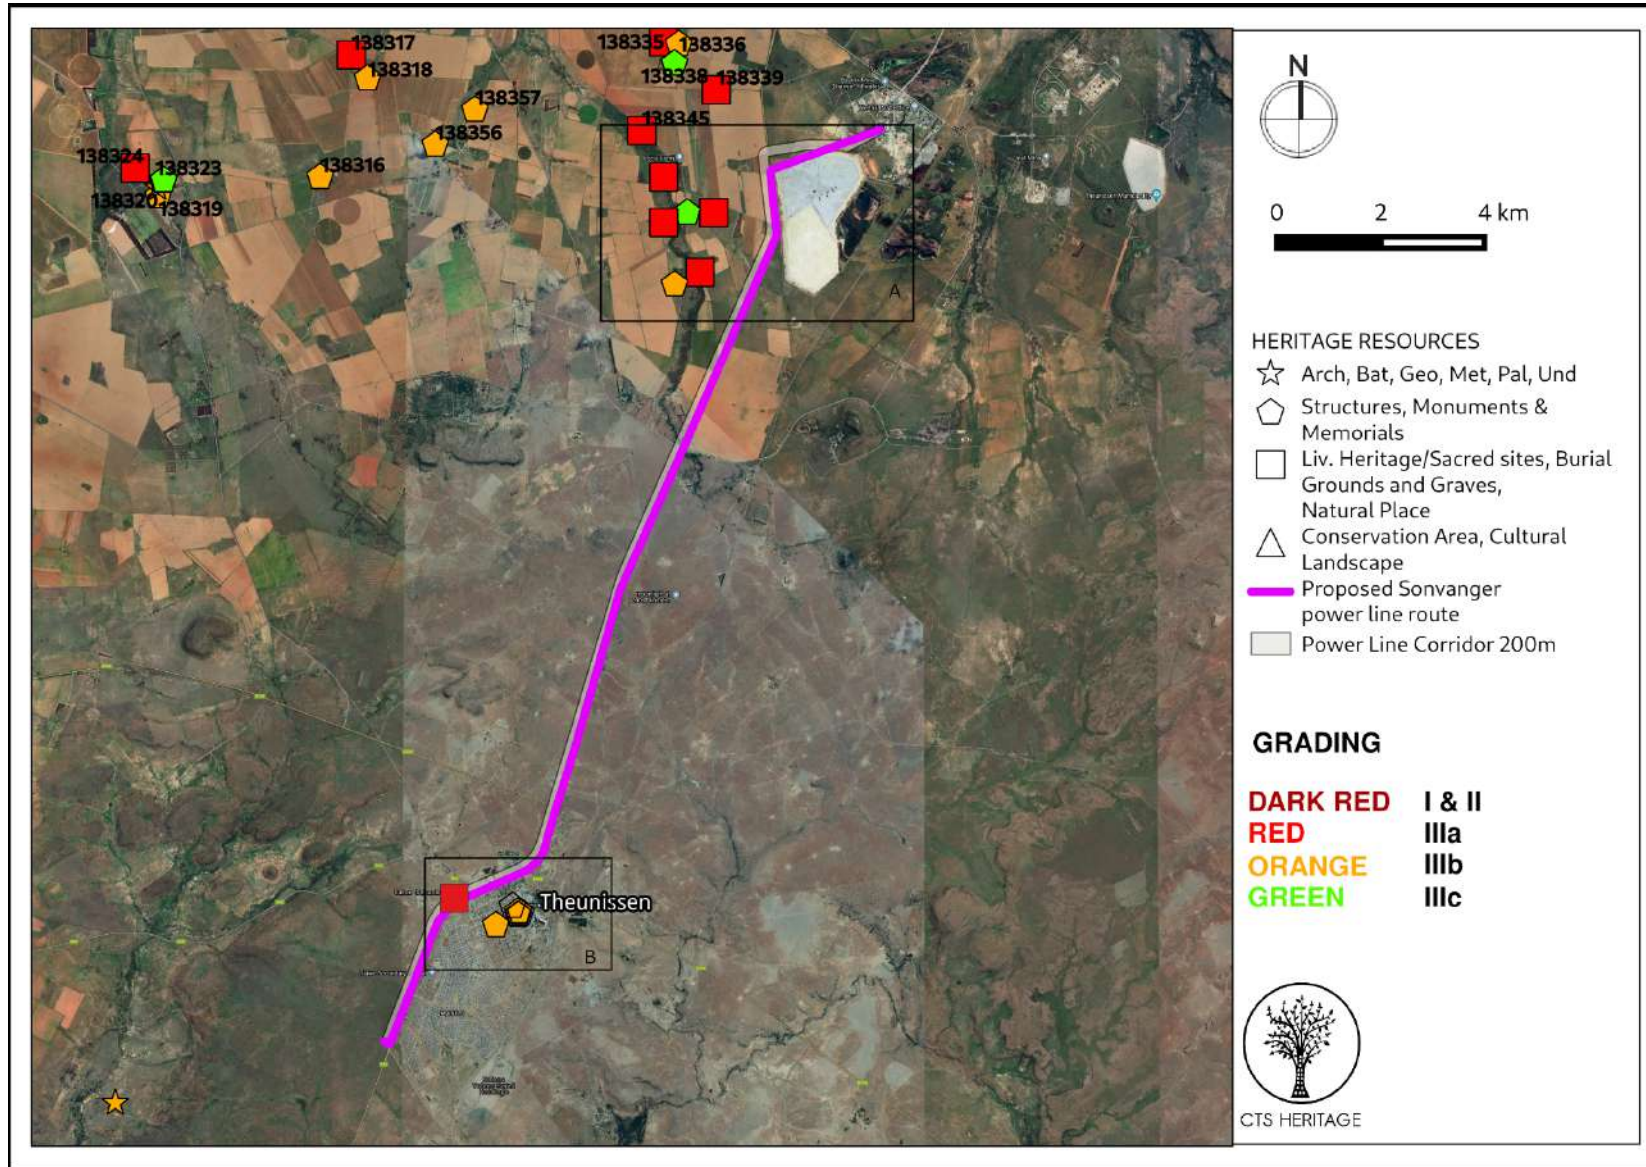 138317
138318
138335
138336
138338
138339
138357
138356
138345
138324
138323
138316
138320
138319
A
Theunissen
B
N
0 2 4 km
HERITAGE RESOURCES
Arch, Bat, Geo, Met, Pal, Und
Structures, Monuments &
Memorials
Liv. Heritage/Sacred sites, Burial
Grounds and Graves,
Natural Place
Conservation Area, Cultural
Landscape
Proposed Sonvanger
power line route
Power Line Corridor 200m
GRADING
DARK RED I & II
RED IIIa
ORANGE IIIb
GREEN IIIc
CTS HERITAGE